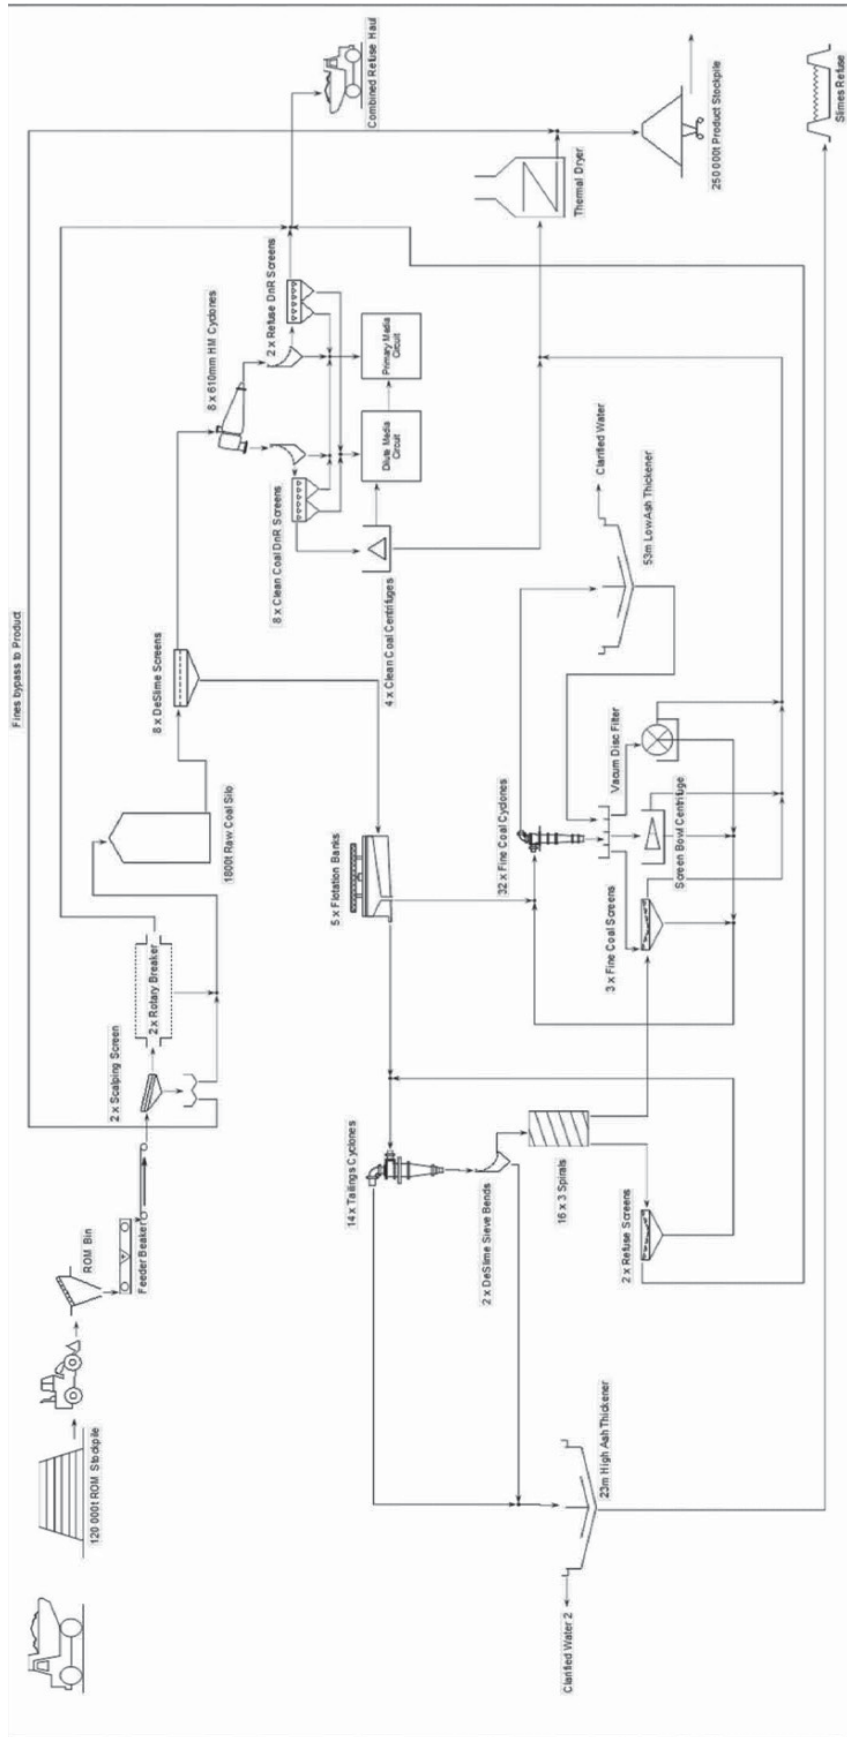 Fines bypass to Product
120 000t ROM Stockpile
ROM Bin
Feeder Beaker
2 x Scalping Screen
2 x Rotary Breaker
1800t Raw Coal Silo
8 x DeSlime Screens
8 x 610mm HM Cyclones
2 x Refuse DnR Screens
Combined Refuse Haul
8 x Clean Coal DnR Screens
Dilute Media
Circuit
Primary Media
Circuit
4 x Clean Coal Centrifuges
Thermal Dryer
250 000t Product Stockpile
Slimes Refuse
5 x Flotation Banks
32 x Fine Coal Cyclones
53m Low Ash Thickener
Clarified Water
Vacum Disc Filter
Screen Bowl Centrifuge
3 x Fine Coal Screens
14 x Tailings Cyclones
2 x DeSlime Sieve Bends
16 x 3 Spirals
2 x Refuse Screens
23m High Ash Thickener
Clarified Water 2